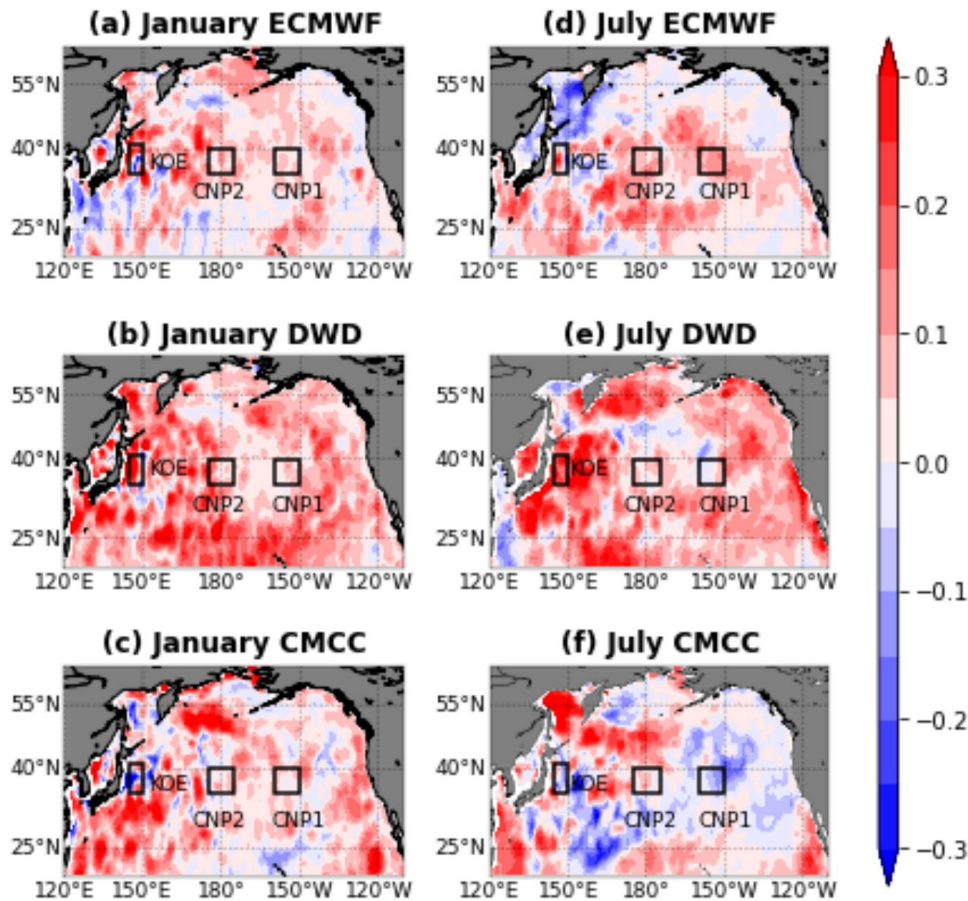 (a) January ECMWF
55°N
40°N
25°N
KOE
CNP2
CNP1
120°E 150°E 180° 150°W 120°W
(d) July ECMWF
55°N
40°N
25°N
KOE
CNP2
CNP1
120°E 150°E 180° 150°W 120°W
(b) January DWD
55°N
40°N
25°N
KOE
CNP2
CNP1
120°E 150°E 180° 150°W 120°W
(e) July DWD
55°N
40°N
25°N
KOE
CNP2
CNP1
120°E 150°E 180° 150°W 120°W
(c) January CMCC
55°N
40°N
25°N
KOE
CNP2
CNP1
120°E 150°E 180° 150°W 120°W
(f) July CMCC
55°N
40°N
25°N
KOE
CNP2
CNP1
120°E 150°E 180° 150°W 120°W
0.3
0.2
0.1
0.0
−0.1
−0.2
−0.3